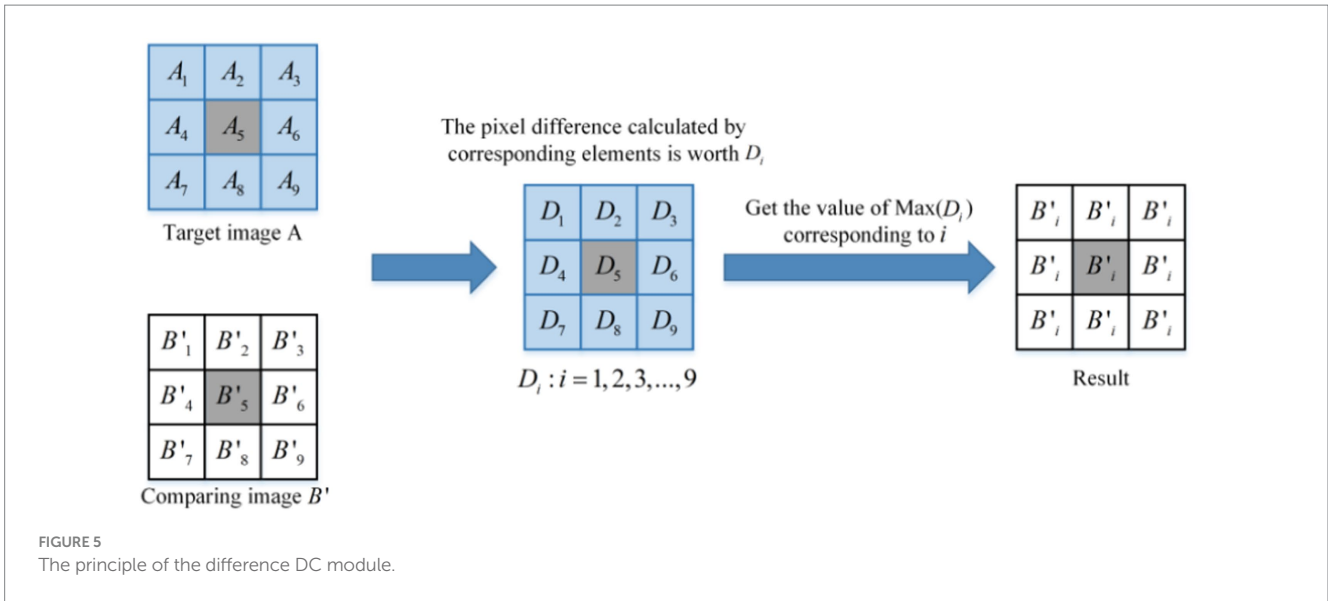 A₁ A₂ A₃
A₄ A₅ A₆
A₇ A₈ A₉
Target image A
B'₁ B'₂ B'₃
B'₄ B'₅ B'₆
B'₇ B'₈ B'₉
Comparing image B'
The pixel difference calculated by
corresponding elements is worth Dᵢ
D₁ D₂ D₃
D₄ D₅ D₆
D₇ D₈ D₉
Dᵢ : i = 1, 2, 3, ..., 9
Get the value of Max(Dᵢ)
corresponding to i
B'ᵢ B'ᵢ B'ᵢ
B'ᵢ B'ᵢ B'ᵢ
B'ᵢ B'ᵢ B'ᵢ
Result
FIGURE 5
The principle of the difference DC module.